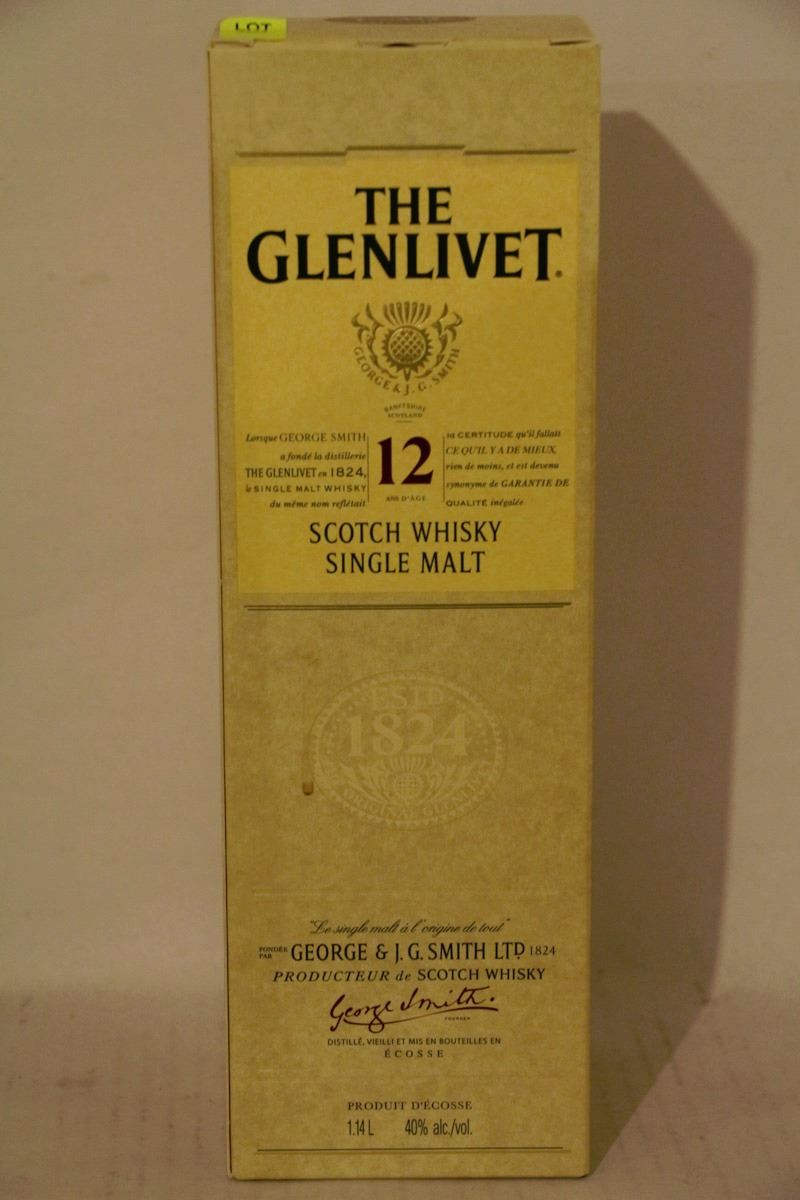 LOT
THE
GLENLIVET®
GEORGE & J.G. SMITH
BANFFSHIRE
SCOTLAND
Lorsque GEORGE SMITH
a fondé la distillerie
THE GLENLIVET en 1824,
le SINGLE MALT WHISKY
du même nom reflétait
12
ANS D'ÂGE
la CERTITUDE qu'il fallait
CE QU'IL Y A DE MIEUX,
rien de moins, et est devenu
synonyme de GARANTIE DE
QUALITÉ inégalée
SCOTCH WHISKY
SINGLE MALT
ESTD
1824
"Le single malt à l'origine de tout"
FONDÉE PAR GEORGE & J.G. SMITH LTD 1824
PRODUCTEUR de SCOTCH WHISKY
George Smith.
FOUNDER
DISTILLÉ, VIEILLI ET MIS EN BOUTEILLES EN
ÉCOSSE
PRODUIT D'ÉCOSSE
1.14 L 40% alc./vol.